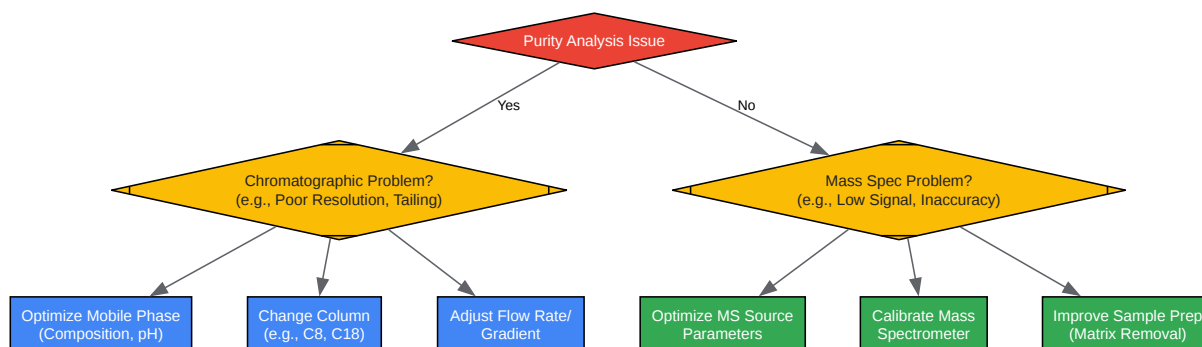 Purity Analysis Issue
Yes
No
Chromatographic Problem?
(e.g., Poor Resolution, Tailing)
Mass Spec Problem?
(e.g., Low Signal, Inaccuracy)
Optimize Mobile Phase
(Composition, pH)
Change Column
(e.g., C8, C18)
Adjust Flow Rate/
Gradient
Optimize MS Source
Parameters
Calibrate Mass
Spectrometer
Improve Sample Prep
(Matrix Removal)